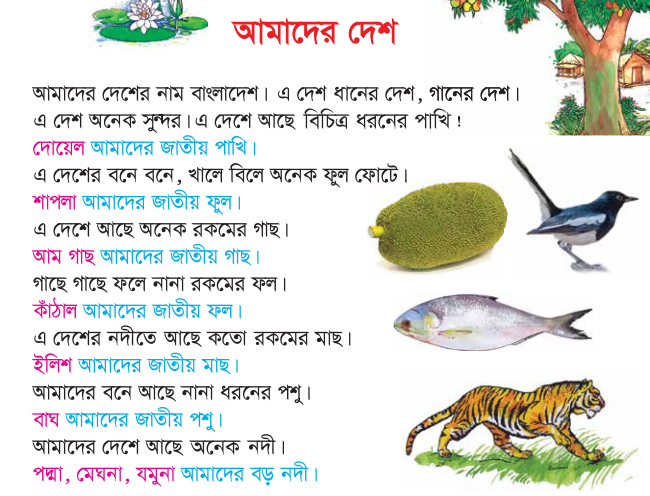 আমাদের দেশ
আমাদের দেশের নাম বাংলাদেশ। এ দেশ ধানের দেশ, গানের দেশ।
এ দেশ অনেক সুন্দর। এ দেশে আছে বিচিত্র ধরনের পাখি!
দোয়েল আমাদের জাতীয় পাখি।
এ দেশের বনে বনে, খালে বিলে অনেক ফুল ফোটে।
শাপলা আমাদের জাতীয় ফুল।
এ দেশে আছে অনেক রকমের গাছ।
আম গাছ আমাদের জাতীয় গাছ।
গাছে গাছে ফলে নানা রকমের ফল।
কাঁঠাল আমাদের জাতীয় ফল।
এ দেশের নদীতে আছে কতো রকমের মাছ।
ইলিশ আমাদের জাতীয় মাছ।
আমাদের বনে আছে নানা ধরনের পশু।
বাঘ আমাদের জাতীয় পশু।
আমাদের দেশে আছে অনেক নদী।
পদ্মা, মেঘনা, যমুনা আমাদের বড় নদী।